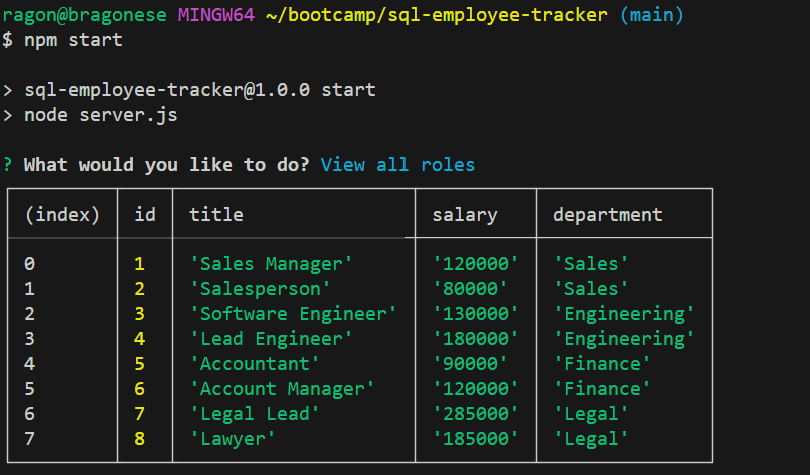 ragon@bragonese MINGW64 ~/bootcamp/sql-employee-tracker (main)
$ npm start
> sql-employee-tracker@1.0.0 start
> node server.js
? What would you like to do? View all roles
(index) id title salary department
0 1 'Sales Manager' '120000' 'Sales'
1 2 'Salesperson' '80000' 'Sales'
2 3 'Software Engineer' '130000' 'Engineering'
3 4 'Lead Engineer' '180000' 'Engineering'
4 5 'Accountant' '90000' 'Finance'
5 6 'Account Manager' '120000' 'Finance'
6 7 'Legal Lead' '285000' 'Legal'
7 8 'Lawyer' '185000' 'Legal'